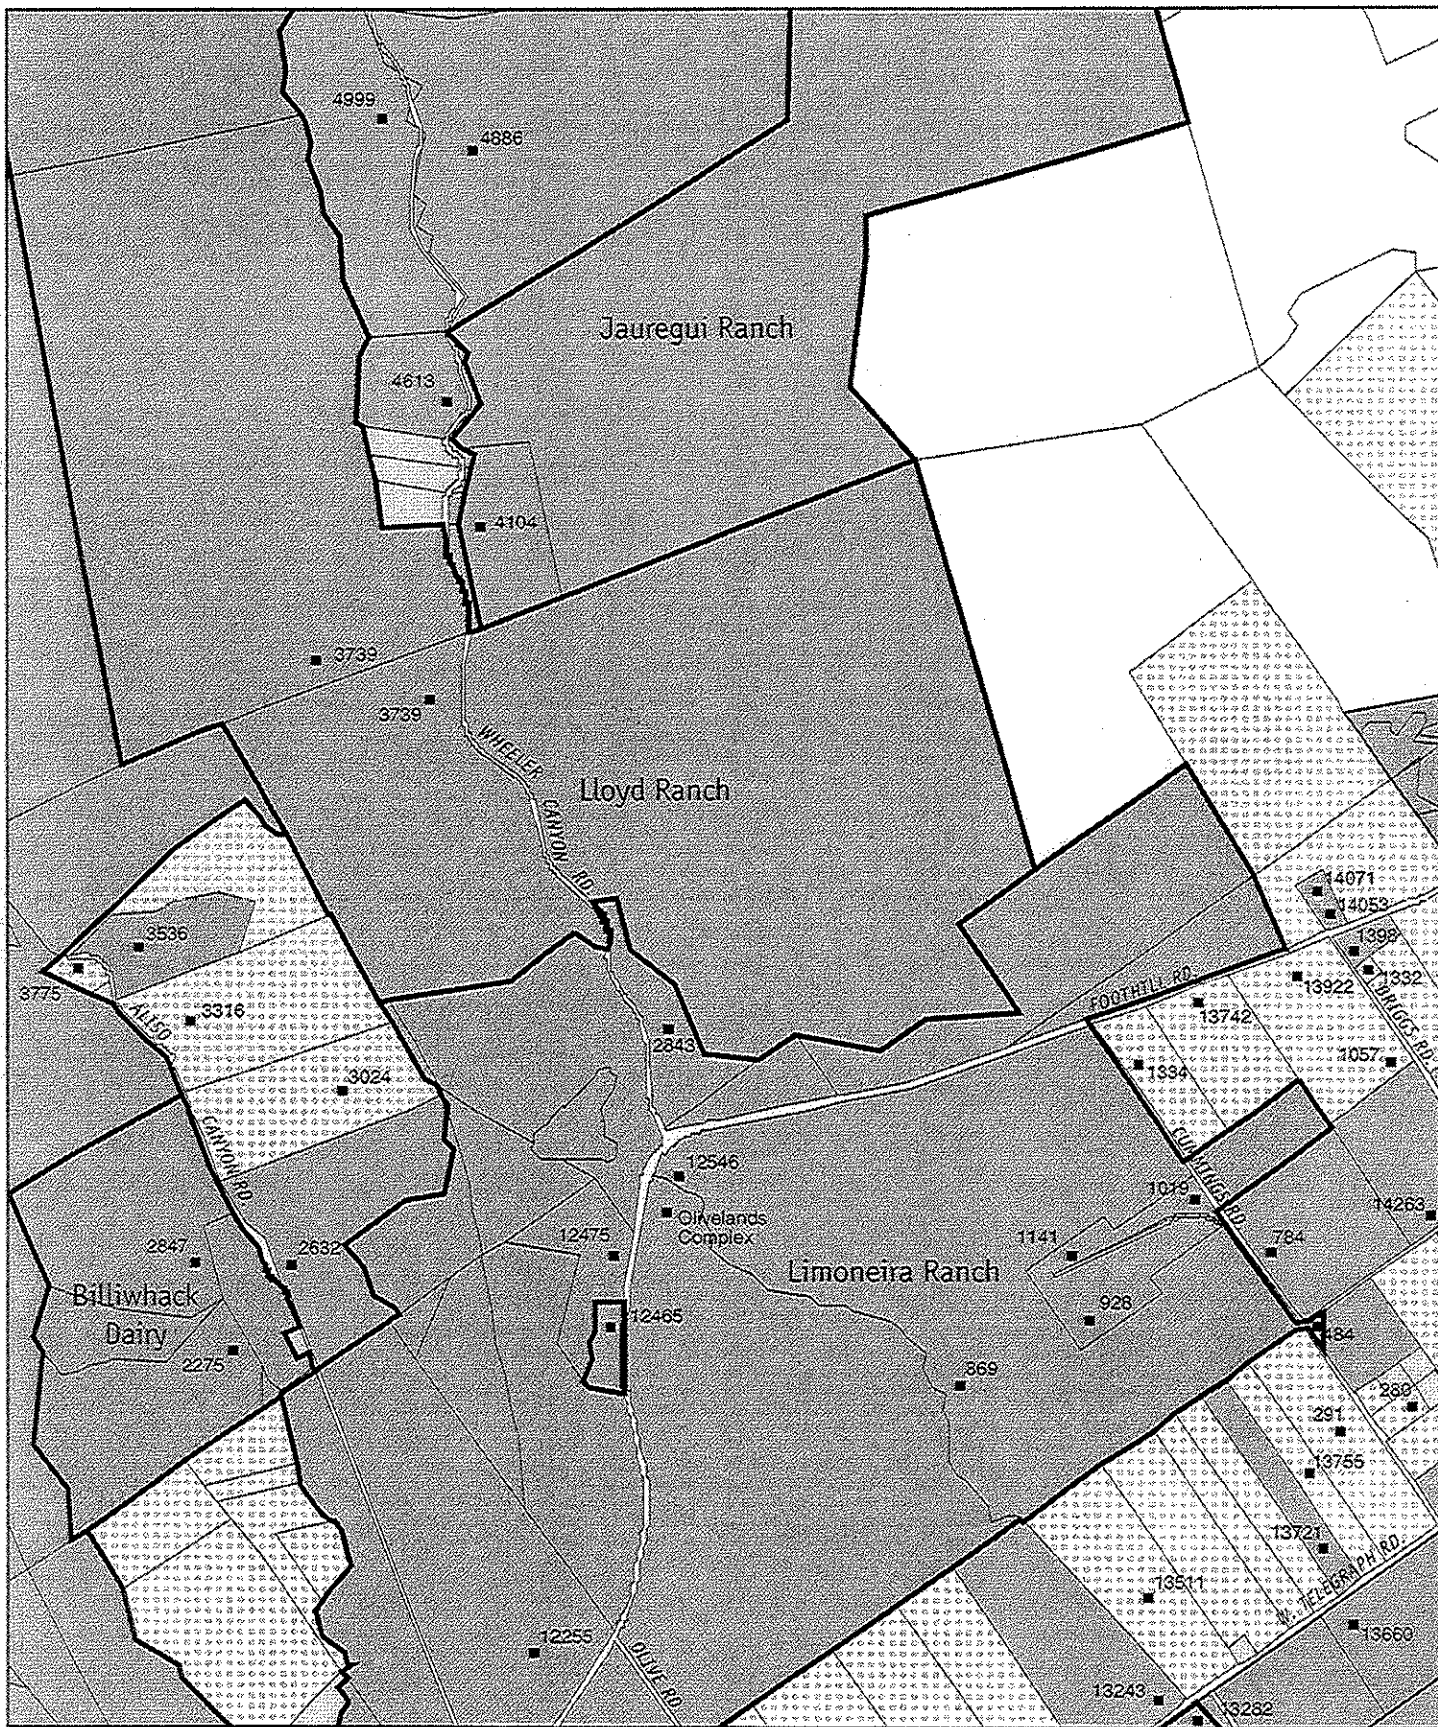 4999
4886
Jauregui Ranch
4613
4104
3739
3739
WHEELER CANYON RD.
Lloyd Ranch
14071
14053
3536
1398
3775
1332
13922
FOOTHILL RD.
3316
ALISO
13742
BRIGGS RD.
2843
1057
1334
3024
CANYON RD
CUMMINGS RD.
12546
1019
Olivelands
Complex
14263
12475
1141
784
2847
2632
Limoneira Ranch
Billiwhack
Dairy
928
12465
484
2275
869
280
291
13755
13721
W. TELEGRAPH RD.
13511
13660
12255
OLIVE RD
13243
13282